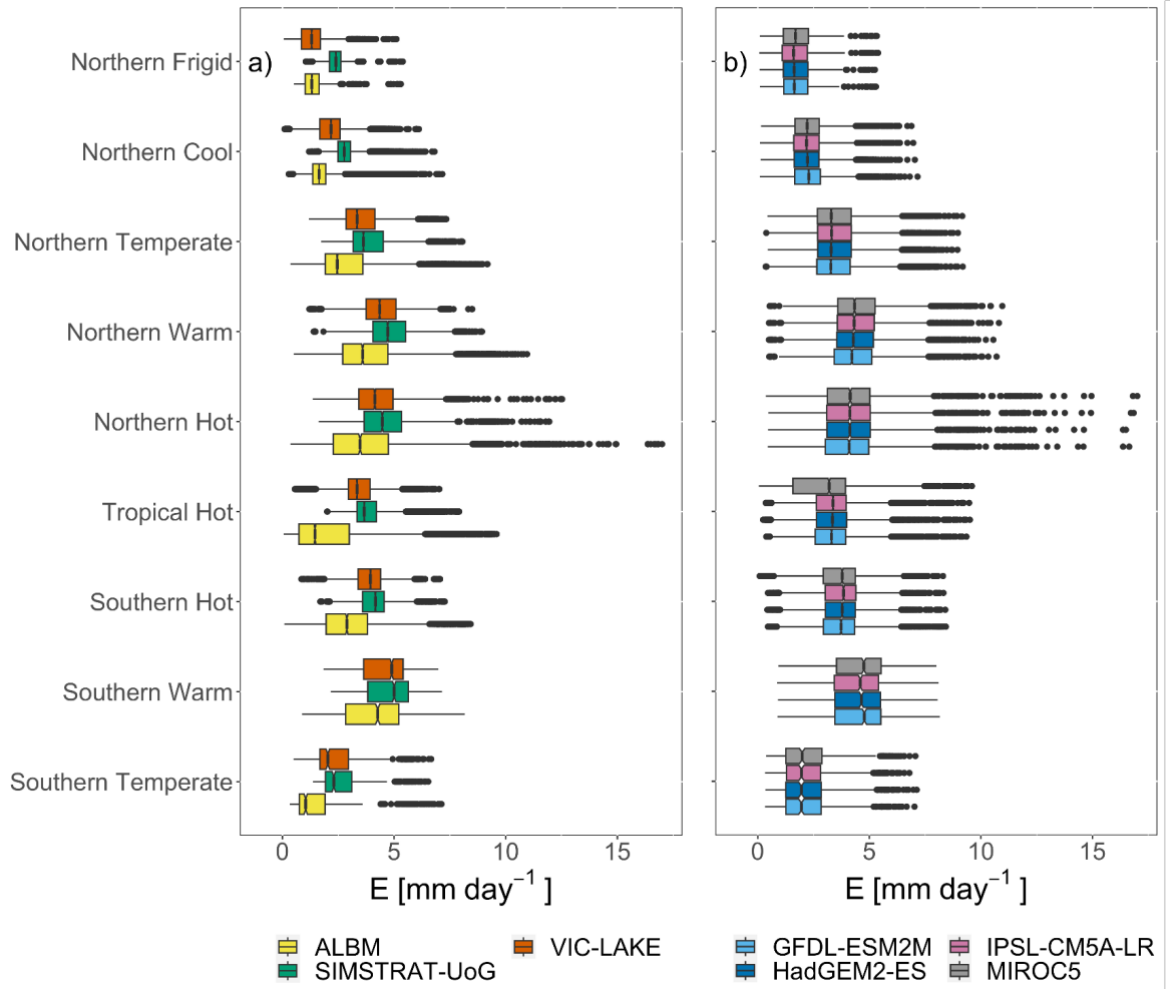 a)
b)
Northern Frigid
Northern Cool
Northern Temperate
Northern Warm
Northern Hot
Tropical Hot
Southern Hot
Southern Warm
Southern Temperate
0 5 10 15
0 5 10 15
E [mm day⁻¹ ]
E [mm day⁻¹ ]
ALBM
VIC-LAKE
SIMSTRAT-UoG
GFDL-ESM2M
IPSL-CM5A-LR
HadGEM2-ES
MIROC5